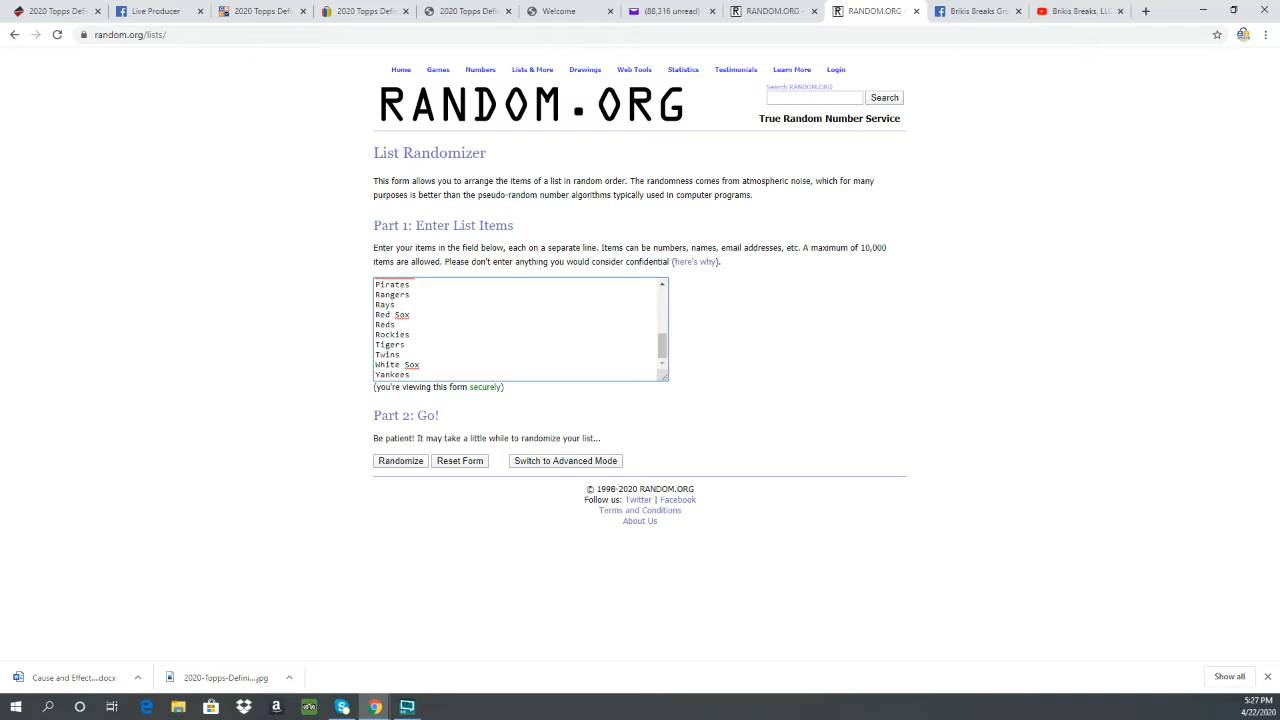 2020 Topps Defin
Live Producer
2020 Topps Defin
2020 Topps Defin
2020 Topps Defin
Welcome
(88,316 unread)
RANDOM.ORG -
RANDOM.ORG -
Brikis Breaks Gro
Brikis Breaks, LLC
random.org/lists/
Home Games Numbers Lists & More Drawings Web Tools Statistics Testimonials Learn More Login
RANDOM.ORG
Search RANDOM.ORG
Search
True Random Number Service
List Randomizer
This form allows you to arrange the items of a list in random order. The randomness comes from atmospheric noise, which for many
purposes is better than the pseudo-random number algorithms typically used in computer programs.
Part 1: Enter List Items
Enter your items in the field below, each on a separate line. Items can be numbers, names, email addresses, etc. A maximum of 10,000
items are allowed. Please don't enter anything you would consider confidential (here's why).
Pirates
Rangers
Rays
Red Sox
Reds
Rockies
Tigers
Twins
White Sox
Yankees
(you're viewing this form securely)
Part 2: Go!
Be patient! It may take a little while to randomize your list...
Randomize Reset Form Switch to Advanced Mode
© 1998-2020 RANDOM.ORG
Follow us: Twitter | Facebook
Terms and Conditions
About Us
Cause and Effect....docx
2020-Topps-Defini....jpg
Show all
5:27 PM
4/22/2020